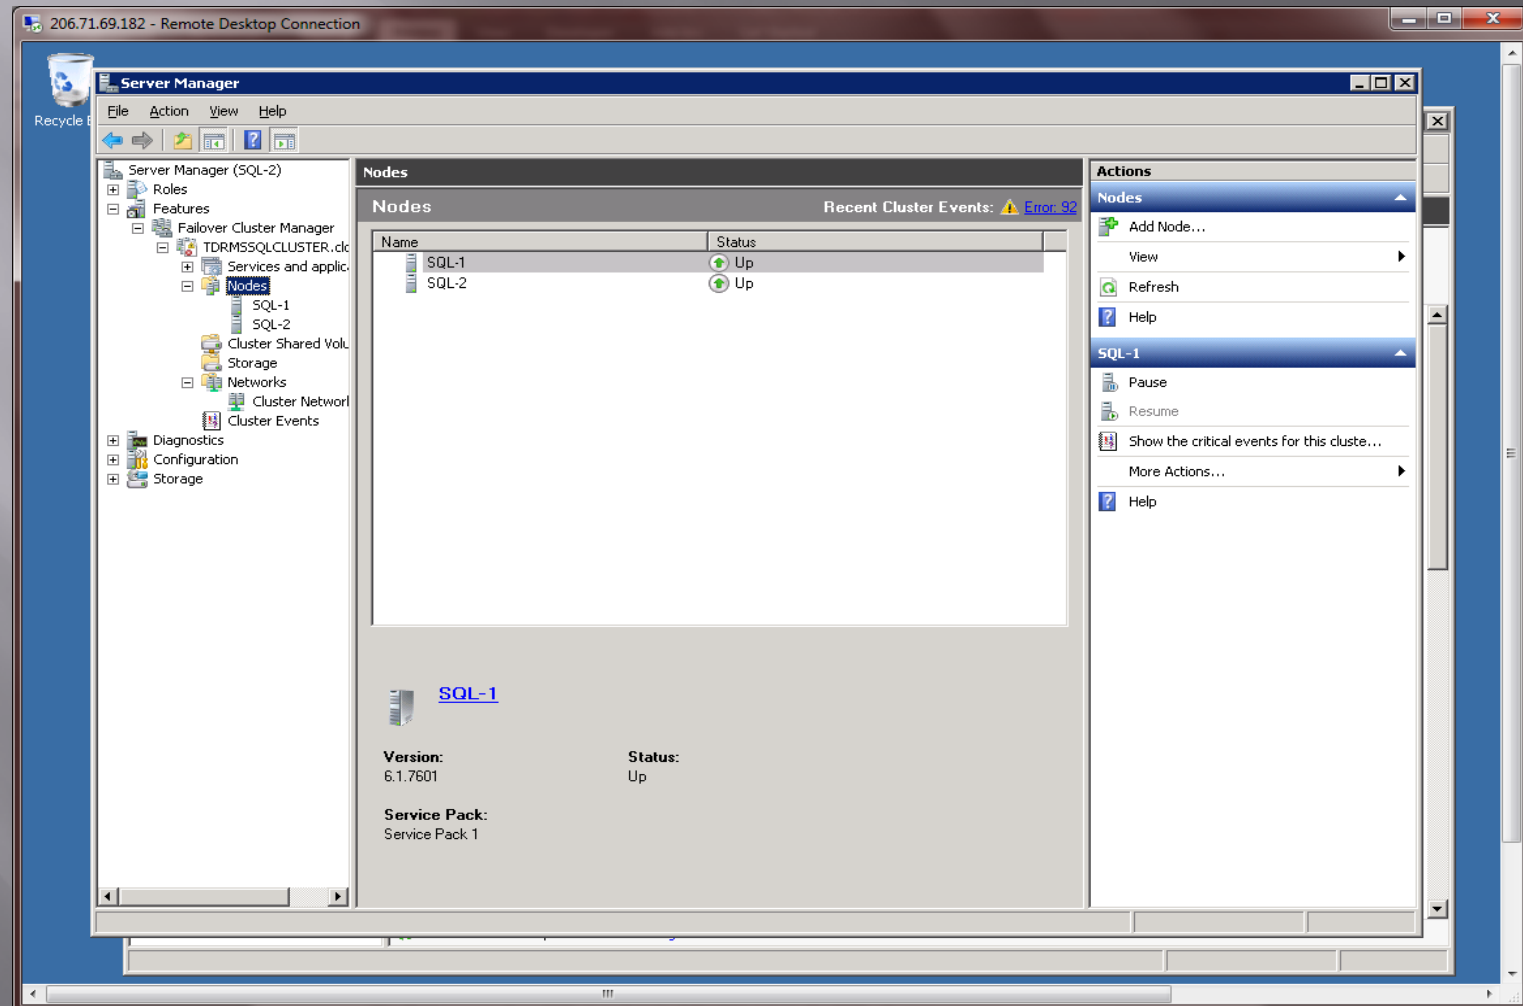 206.71.69.182 - Remote Desktop Connection
Recycle
Server Manager
File Action View Help
Server Manager (SQL-2)
Roles
Features
Failover Cluster Manager
TDRMSSQLCLUSTER.clo
Services and applic
Nodes
SQL-1
SQL-2
Cluster Shared Volu
Storage
Networks
Cluster Networl
Cluster Events
Diagnostics
Configuration
Storage
Nodes
Nodes Recent Cluster Events: Error: 92
Name Status
SQL-1 Up
SQL-2 Up
SQL-1
Version: Status:
6.1.7601 Up
Service Pack:
Service Pack 1
Actions
Nodes
Add Node...
View
Refresh
Help
SQL-1
Pause
Resume
Show the critical events for this cluste...
More Actions...
Help